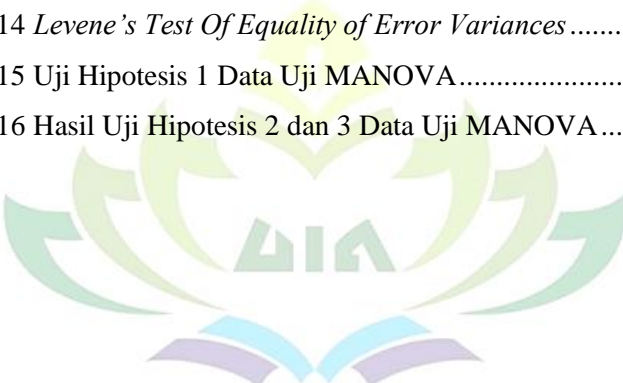 14 Levene’s Test Of Equality of Error Variances.......
15 Uji Hipotesis 1 Data Uji MANOVA......................
16 Hasil Uji Hipotesis 2 dan 3 Data Uji MANOVA...
UIN